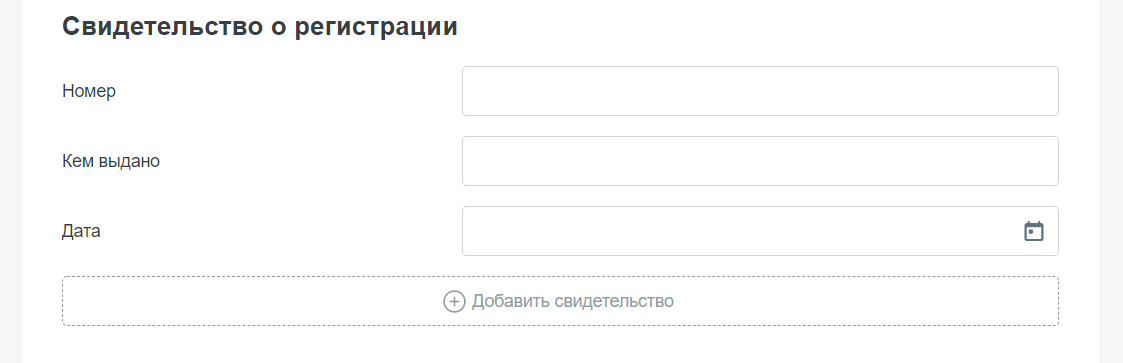 Свидетельство о регистрации
Номер
Кем выдано
Дата
Добавить свидетельство